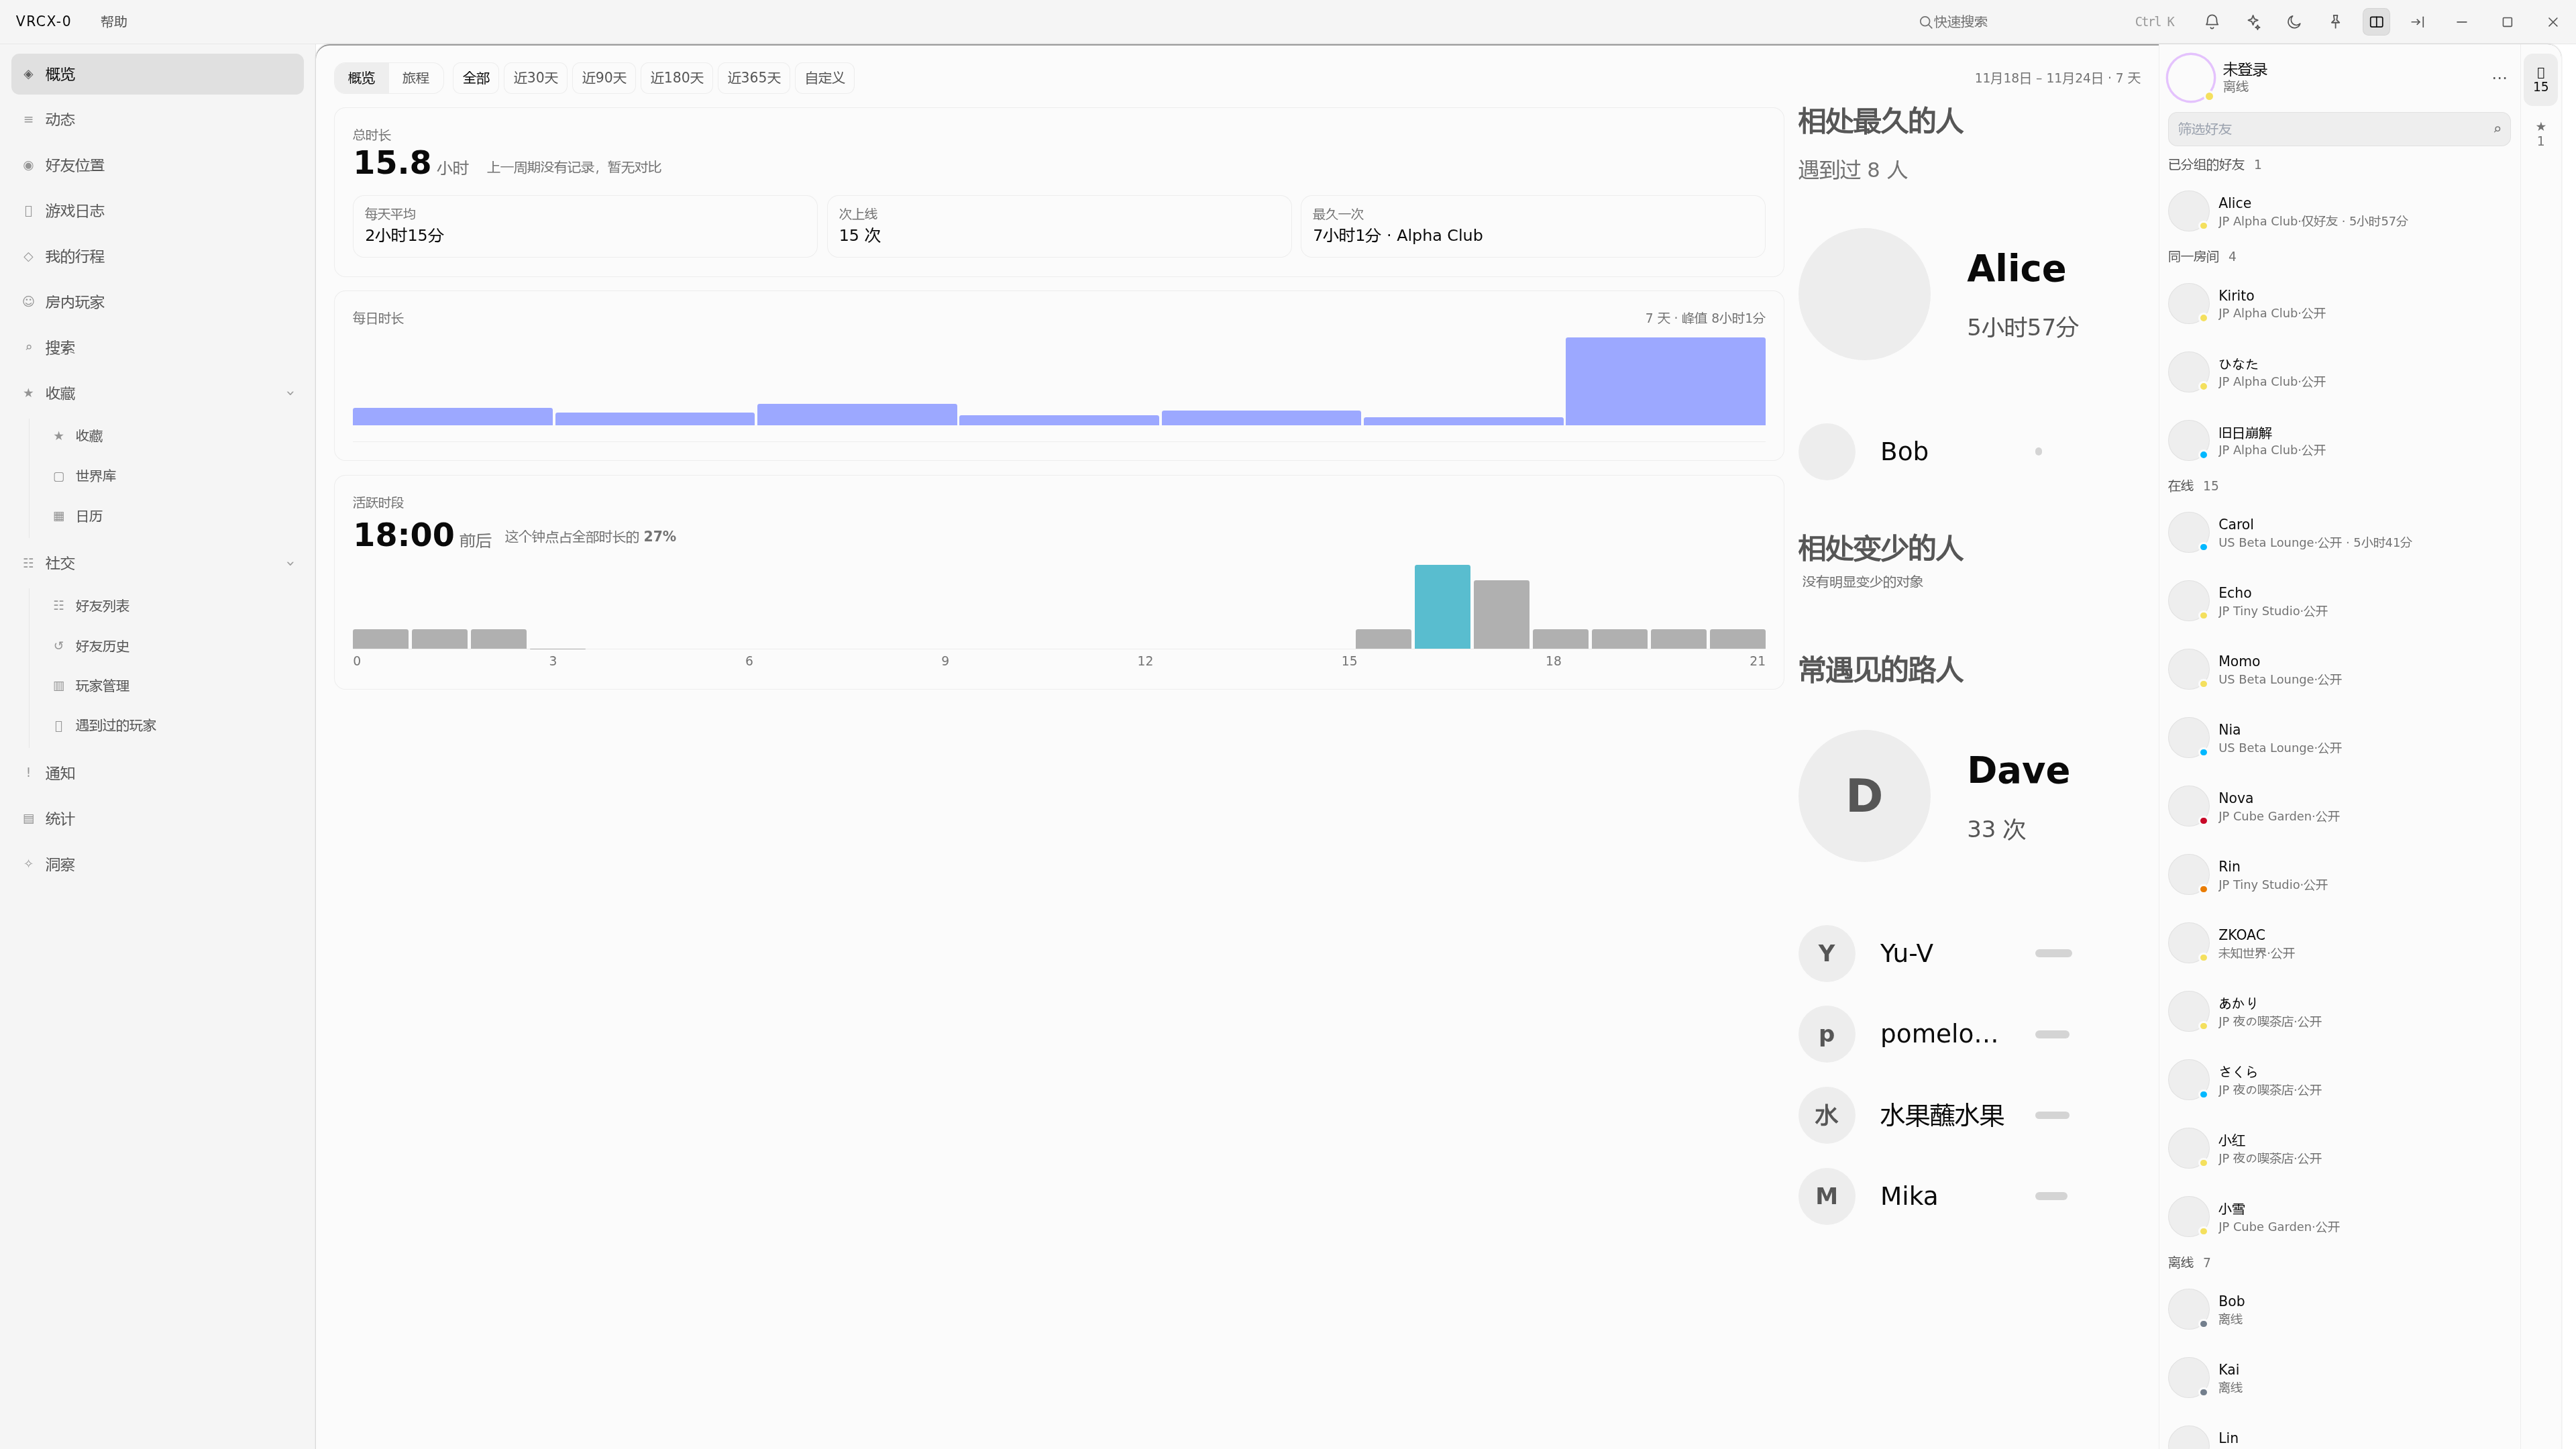 VRCX-0
帮助
快速搜索
Ctrl K
概览
动态
好友位置
游戏日志
我的行程
房内玩家
搜索
收藏
收藏
世界库
日历
社交
好友列表
好友历史
玩家管理
遇到过的玩家
通知
统计
洞察
概览 旅程 全部 近30天 近90天 近180天 近365天 自定义
11月18日 – 11月24日 · 7 天
总时长
15.8 小时 上一周期没有记录，暂无对比
每天平均
2小时15分
次上线
15 次
最久一次
7小时1分 · Alpha Club
每日时长
7 天 · 峰值 8小时1分
活跃时段
18:00 前后 这个钟点占全部时长的 27%
0 3 6 9 12 15 18 21
相处最久的人
遇到过 8 人
Alice
5小时57分
Bob
相处变少的人
没有明显变少的对象
常遇见的路人
D
Dave
33 次
Y Yu-V
p pomelo...
水 水果蘸水果
M Mika
未登录
离线
15
1
筛选好友
已分组的好友 1
Alice
JP Alpha Club·仅好友 · 5小时57分
同一房间 4
Kirito
JP Alpha Club·公开
ひなた
JP Alpha Club·公开
旧日崩解
JP Alpha Club·公开
在线 15
Carol
US Beta Lounge·公开 · 5小时41分
Echo
JP Tiny Studio·公开
Momo
US Beta Lounge·公开
Nia
US Beta Lounge·公开
Nova
JP Cube Garden·公开
Rin
JP Tiny Studio·公开
ZKOAC
未知世界·公开
あかり
JP 夜の喫茶店·公开
さくら
JP 夜の喫茶店·公开
小红
JP 夜の喫茶店·公开
小雪
JP Cube Garden·公开
离线 7
Bob
离线
Kai
离线
Lin